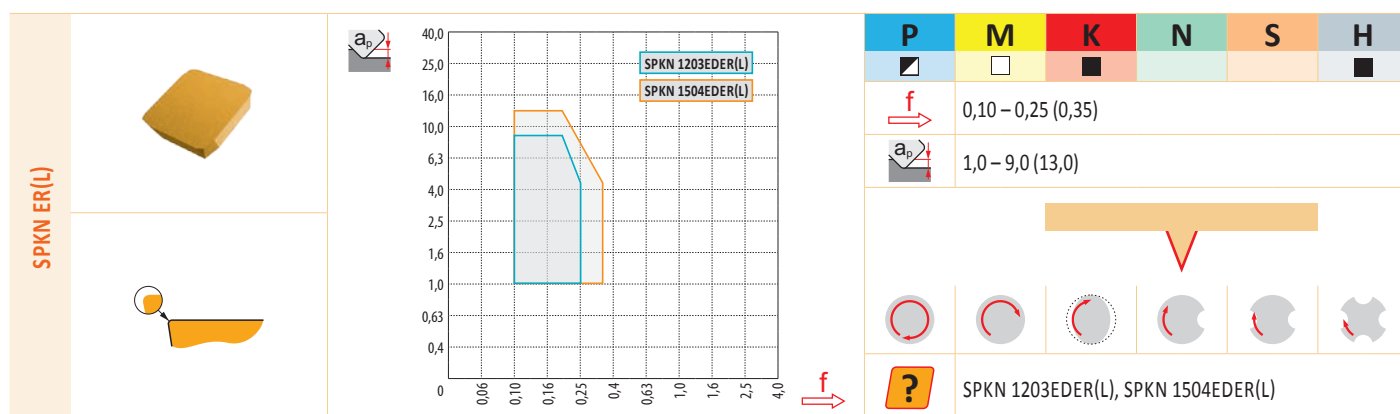 SPKN ER(L)
ap
40,0
25,0
16,0
10,0
6,3
4,0
2,5
1,6
1,0
0,63
0,4
0
0,06
0,10
0,16
0,25
0,4
0,63
1,0
1,6
2,5
4,0
f
SPKN 1203EDER(L)
SPKN 1504EDER(L)
P M K N S H
f 0,10 – 0,25 (0,35)
ap 1,0 – 9,0 (13,0)
? SPKN 1203EDER(L), SPKN 1504EDER(L)